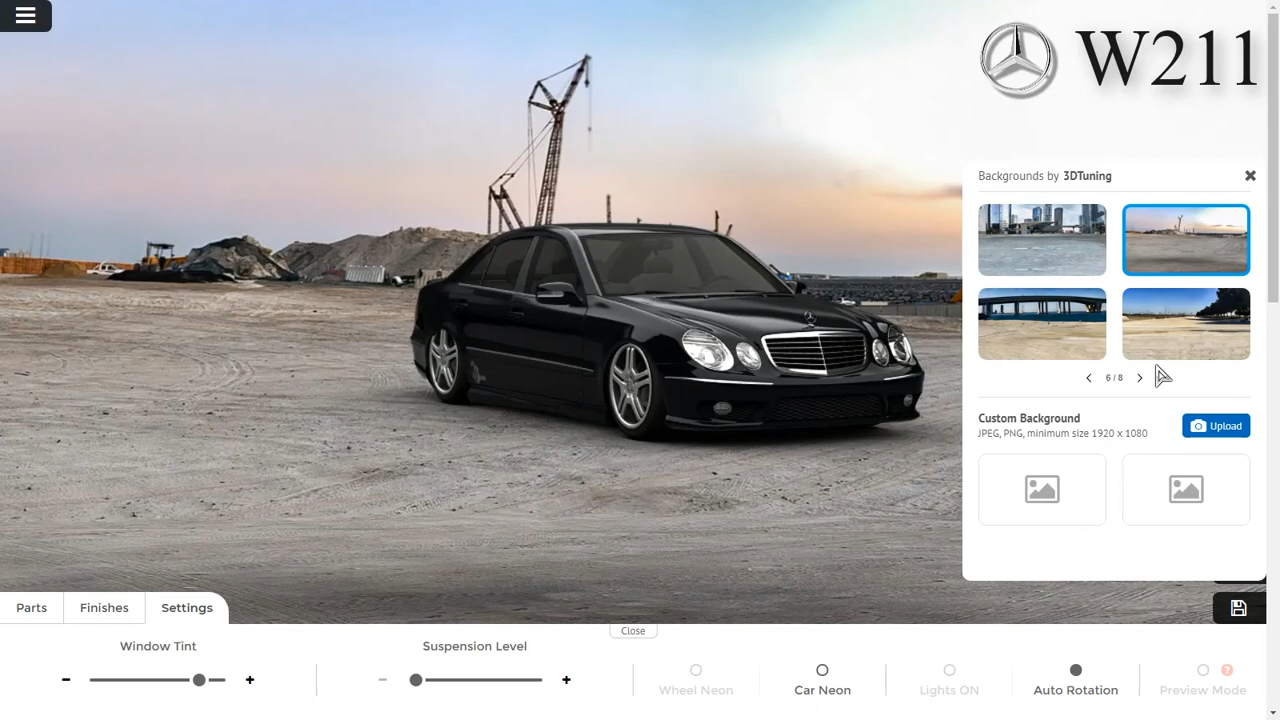 W211
Backgrounds by 3DTuning
6 / 8
Custom Background
JPEG, PNG, minimum size 1920 x 1080
Upload
Parts
Finishes
Settings
Close
Window Tint
Suspension Level
- +
- +
Wheel Neon
Car Neon
Lights ON
Auto Rotation
?
Preview Mode